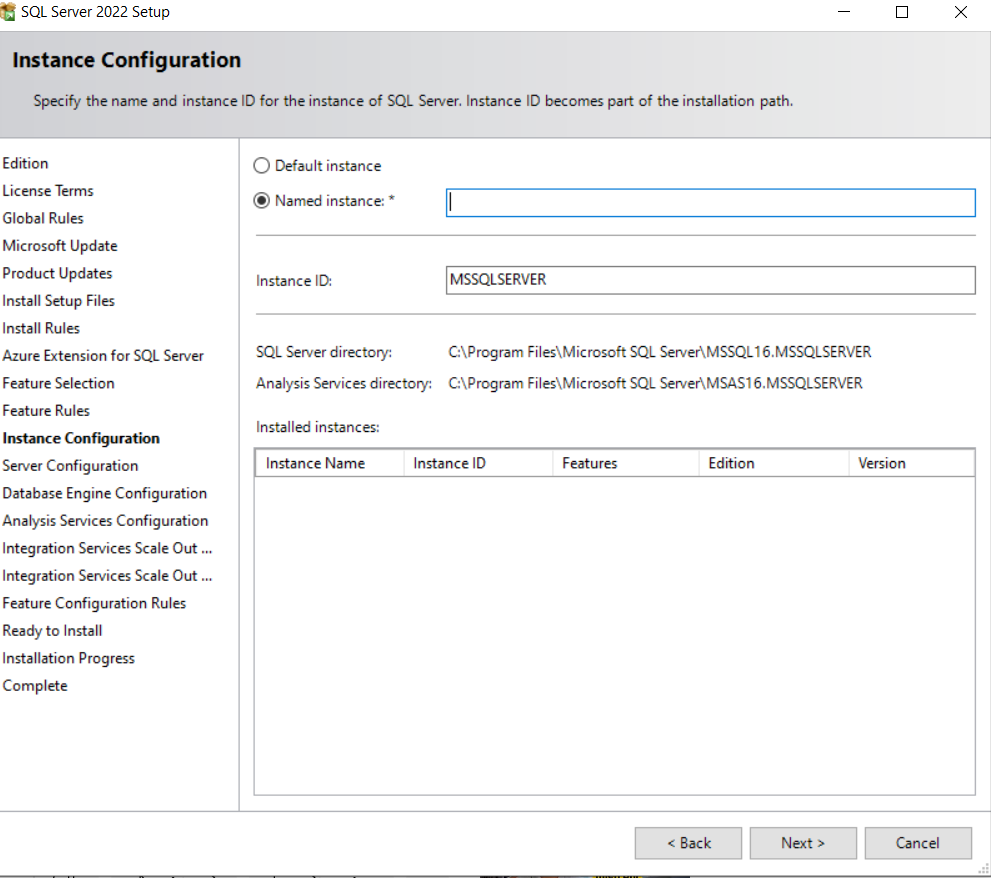 SQL Server 2022 Setup
Instance Configuration
Specify the name and instance ID for the instance of SQL Server. Instance ID becomes part of the installation path.
Edition
License Terms
Global Rules
Microsoft Update
Product Updates
Install Setup Files
Install Rules
Azure Extension for SQL Server
Feature Selection
Feature Rules
Instance Configuration
Server Configuration
Database Engine Configuration
Analysis Services Configuration
Integration Services Scale Out ...
Integration Services Scale Out ...
Feature Configuration Rules
Ready to Install
Installation Progress
Complete
Default instance
Named instance: *
Instance ID: MSSQLSERVER
SQL Server directory: C:\Program Files\Microsoft SQL Server\MSSQL16.MSSQLSERVER
Analysis Services directory: C:\Program Files\Microsoft SQL Server\MSAS16.MSSQLSERVER
Installed instances:
Instance Name Instance ID Features Edition Version
< Back Next > Cancel